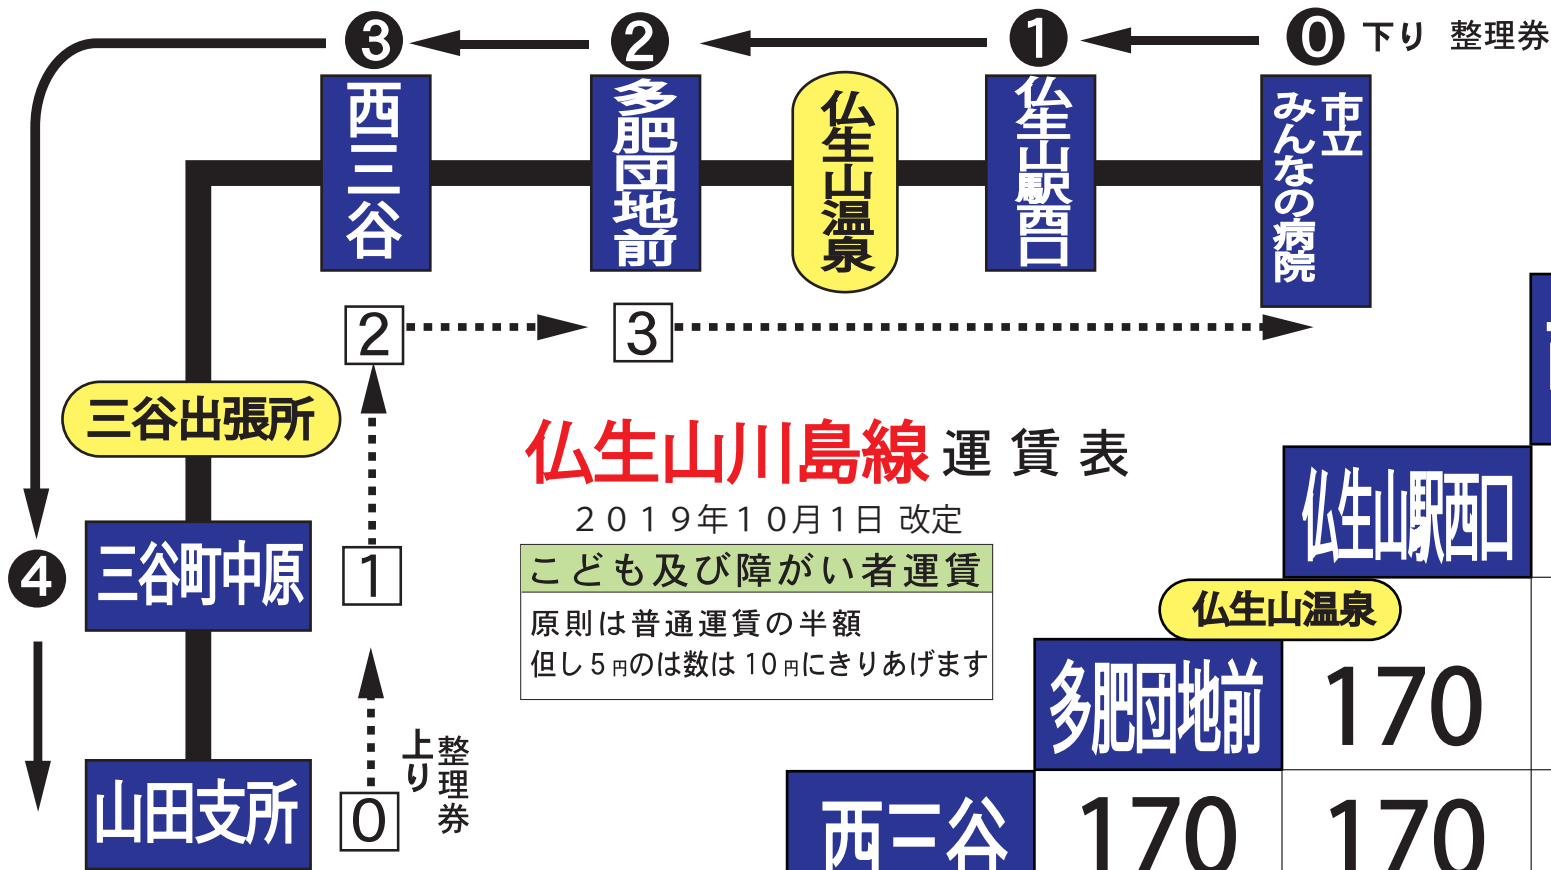 3
2
1
0 下り 整理券
西三谷
多肥団地前
仏生山温泉
仏生山駅西口
市立
みんなの病院
2
3
三谷出張所
仏生山川島線 運賃表
2019年10月1日 改定
こども及び障がい者運賃
原則は普通運賃の半額
但し5円のは数は10円にきりあげます
4
三谷町中原
1
山田支所
0
上り
整理券
仏生山駅西口
仏生山温泉
多肥団地前
170
西三谷
170
170